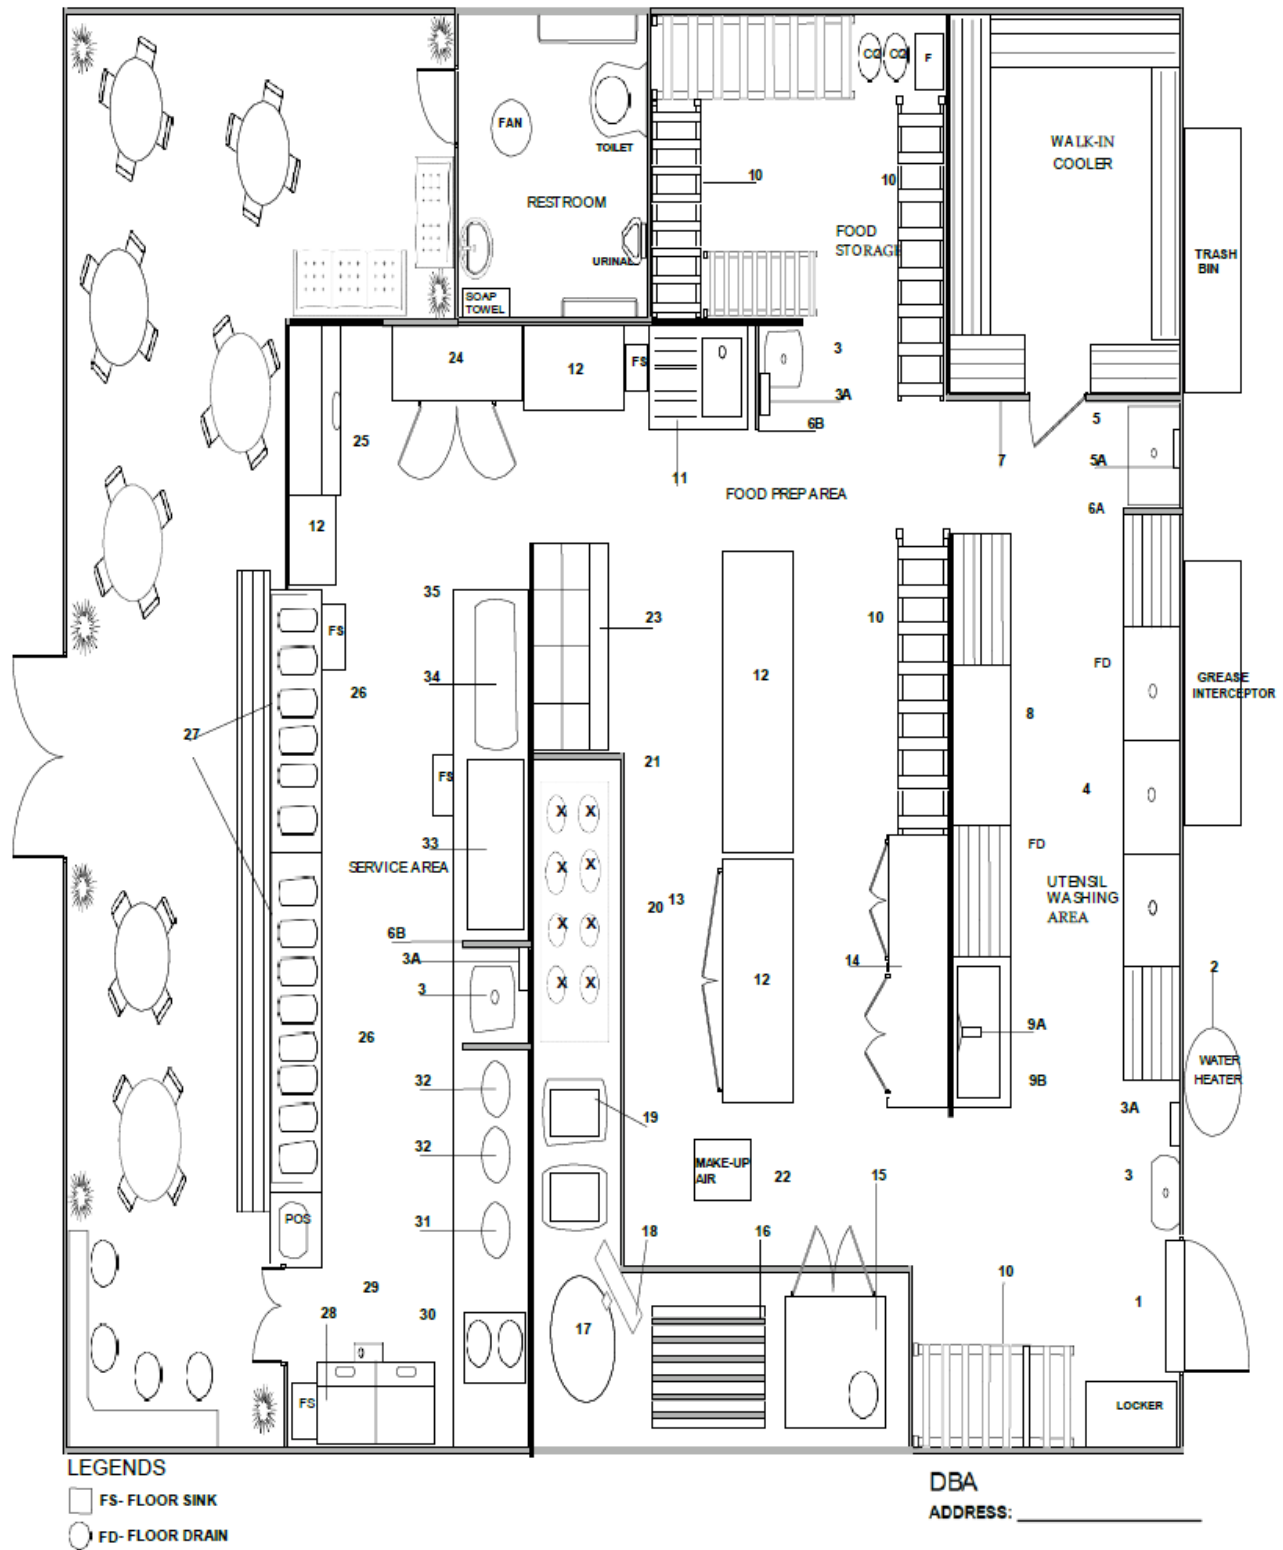 CO2
CO2
F
FAN
TOILET
WALK-IN
COOLER
10
10
RESTROOM
FOOD
STORAGE
URINAL
TRASH
BIN
SOAP
TOWEL
24
12
FS
3
3A
6B
5
25
11
7
5A
FOOD PREP AREA
6A
12
35
FS
23
10
FD
34
12
GREASE
INTERCEPTOR
26
27
8
21
FS
4
X X
33
FD
SERVICE AREA
X X
UTENSIL
WASHING
AREA
20
13
6B
X X
3A
14
2
3
X X
12
26
9A
32
WATER
HEATER
9B
19
3A
32
MAKE-UP
AIR
22
15
3
POS
31
18
16
29
10
28
30
17
1
FS
LOCKER
LEGENDS
FS- FLOOR SINK
FD- FLOOR DRAIN
DBA
ADDRESS: